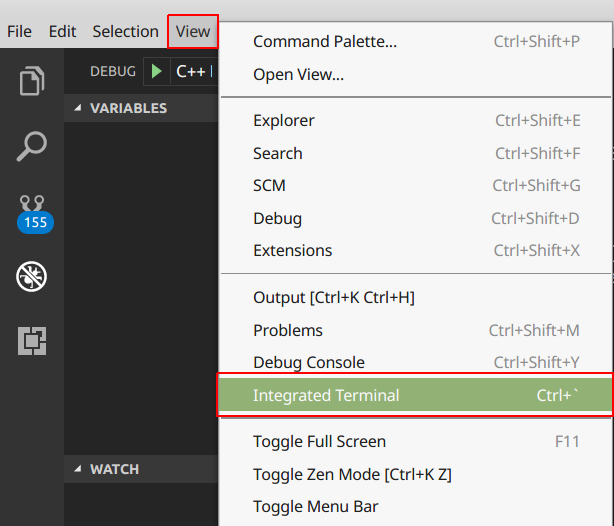 File Edit Selection View
DEBUG C++
VARIABLES
155
WATCH
Command Palette... Ctrl+Shift+P
Open View...
Explorer Ctrl+Shift+E
Search Ctrl+Shift+F
SCM Ctrl+Shift+G
Debug Ctrl+Shift+D
Extensions Ctrl+Shift+X
Output [Ctrl+K Ctrl+H]
Problems Ctrl+Shift+M
Debug Console Ctrl+Shift+Y
Integrated Terminal Ctrl+`
Toggle Full Screen F11
Toggle Zen Mode [Ctrl+K Z]
Toggle Menu Bar